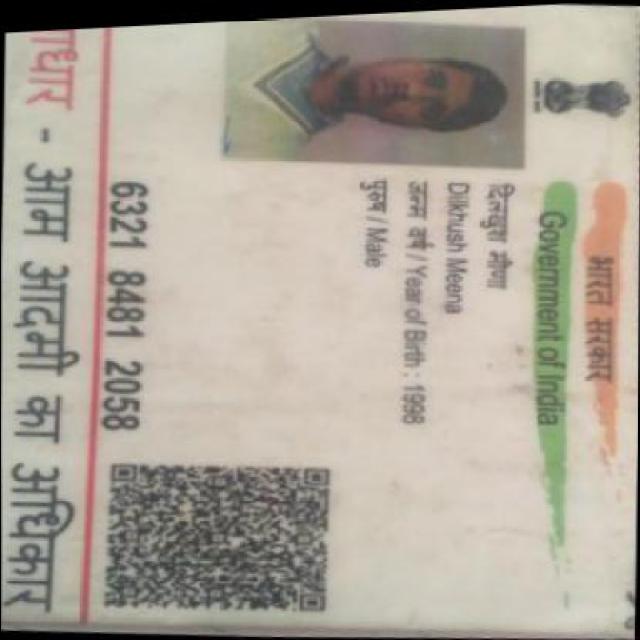 भारत सरकार
Government of India
दिलखुश मीणा
Dilkhush Meena
जन्म वर्ष / Year of Birth : 1998
पुरुष / Male
6321 8481 2058
आधार - आम आदमी का अधिकार